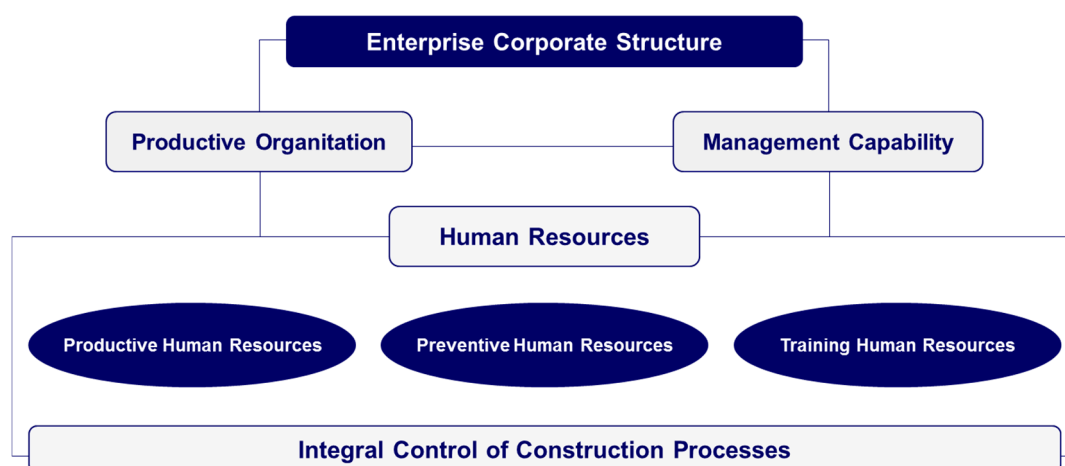 Enterprise Corporate Structure
Productive Organitation
Management Capability
Human Resources
Productive Human Resources
Preventive Human Resources
Training Human Resources
Integral Control of Construction Processes